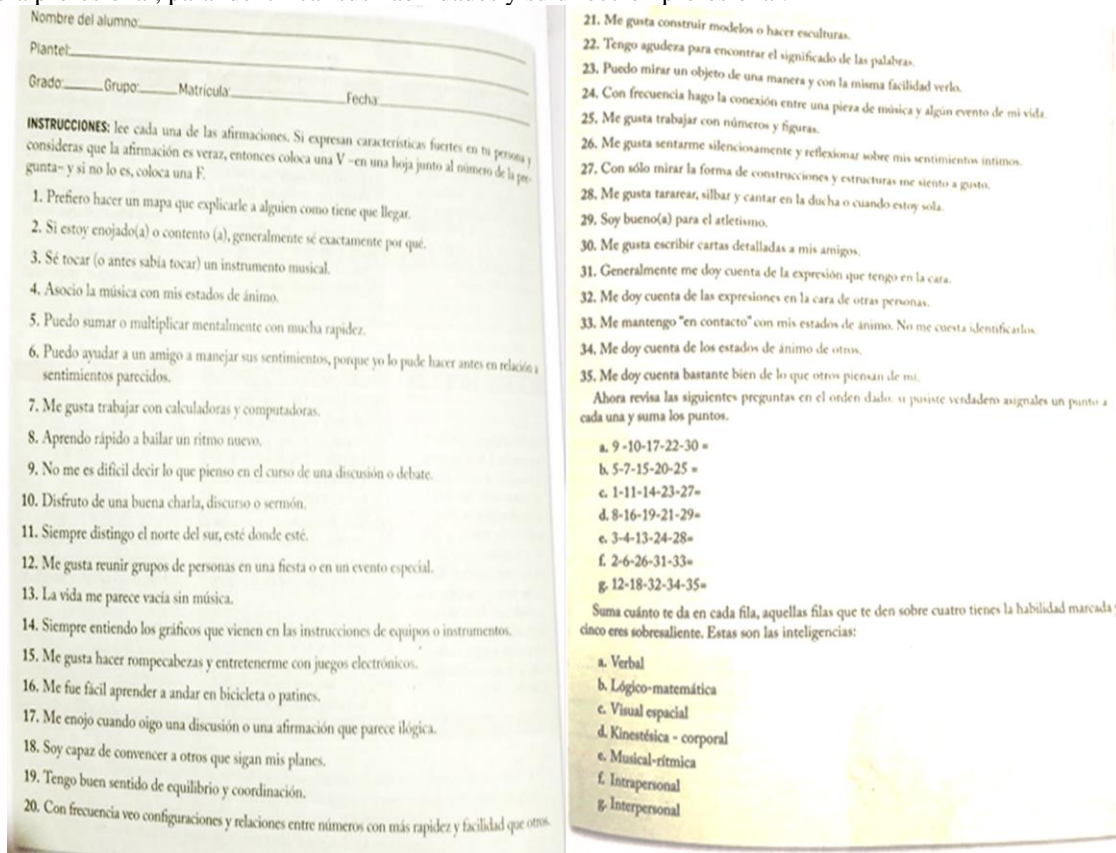 Nombre del alumno:
Plantel:
Grado: Grupo: Matrícula: Fecha:
INSTRUCCIONES: lee cada una de las afirmaciones. Si expresan características fuertes en tu persona y
consideras que la afirmación es veraz, entonces coloca una V -en una hoja junto al número de la pre-
gunta- y si no lo es, coloca una F.
1. Prefiero hacer un mapa que explicarle a alguien como tiene que llegar.
2. Si estoy enojado(a) o contento (a), generalmente sé exactamente por qué.
3. Sé tocar (o antes sabía tocar) un instrumento musical.
4. Asocio la música con mis estados de ánimo.
5. Puedo sumar o multiplicar mentalmente con mucha rapidez.
6. Puedo ayudar a un amigo a manejar sus sentimientos, porque yo lo pude hacer antes en relación a
sentimientos parecidos.
7. Me gusta trabajar con calculadoras y computadoras.
8. Aprendo rápido a bailar un ritmo nuevo.
9. No me es difícil decir lo que pienso en el curso de una discusión o debate.
10. Disfruto de una buena charla, discurso o sermón.
11. Siempre distingo el norte del sur, esté donde esté.
12. Me gusta reunir grupos de personas en una fiesta o en un evento especial.
13. La vida me parece vacía sin música.
14. Siempre entiendo los gráficos que vienen en las instrucciones de equipos o instrumentos.
15. Me gusta hacer rompecabezas y entretenerme con juegos electrónicos.
16. Me fue fácil aprender a andar en bicicleta o patines.
17. Me enojo cuando oigo una discusión o una afirmación que parece ilógica.
18. Soy capaz de convencer a otros que sigan mis planes.
19. Tengo buen sentido de equilibrio y coordinación.
20. Con frecuencia veo configuraciones y relaciones entre números con más rapidez y facilidad que otros.
21. Me gusta construir modelos o hacer esculturas.
22. Tengo agudeza para encontrar el significado de las palabras.
23. Puedo mirar un objeto de una manera y con la misma facilidad verlo.
24. Con frecuencia hago la conexión entre una pieza de música y algún evento de mi vida.
25. Me gusta trabajar con números y figuras.
26. Me gusta sentarme silenciosamente y reflexionar sobre mis sentimientos íntimos.
27. Con sólo mirar la forma de construcciones y estructuras me siento a gusto.
28. Me gusta tararear, silbar y cantar en la ducha o cuando estoy sola.
29. Soy bueno(a) para el atletismo.
30. Me gusta escribir cartas detalladas a mis amigos.
31. Generalmente me doy cuenta de la expresión que tengo en la cara.
32. Me doy cuenta de las expresiones en la cara de otras personas.
33. Me mantengo "en contacto" con mis estados de ánimo. No me cuesta identificarlos
34. Me doy cuenta de los estados de ánimo de otros.
35. Me doy cuenta bastante bien de lo que otros piensan de mi.
Ahora revisa las siguientes preguntas en el orden dado: si pusiste verdadero asígnales un punto a
cada una y suma los puntos.
a. 9 -10-17-22-30 =
b. 5-7-15-20-25 =
c. 1-11-14-23-27=
d. 8-16-19-21-29=
e. 3-4-13-24-28=
f. 2-6-26-31-33=
g. 12-18-32-34-35=
Suma cuánto te da en cada fila, aquellas filas que te den sobre cuatro tienes la habilidad marcada
cinco eres sobresaliente. Estas son las inteligencias:
a. Verbal
b. Lógico-matemática
c. Visual espacial
d. Kinestésica - corporal
e. Musical-rítmica
f. Intrapersonal
g. Interpersonal